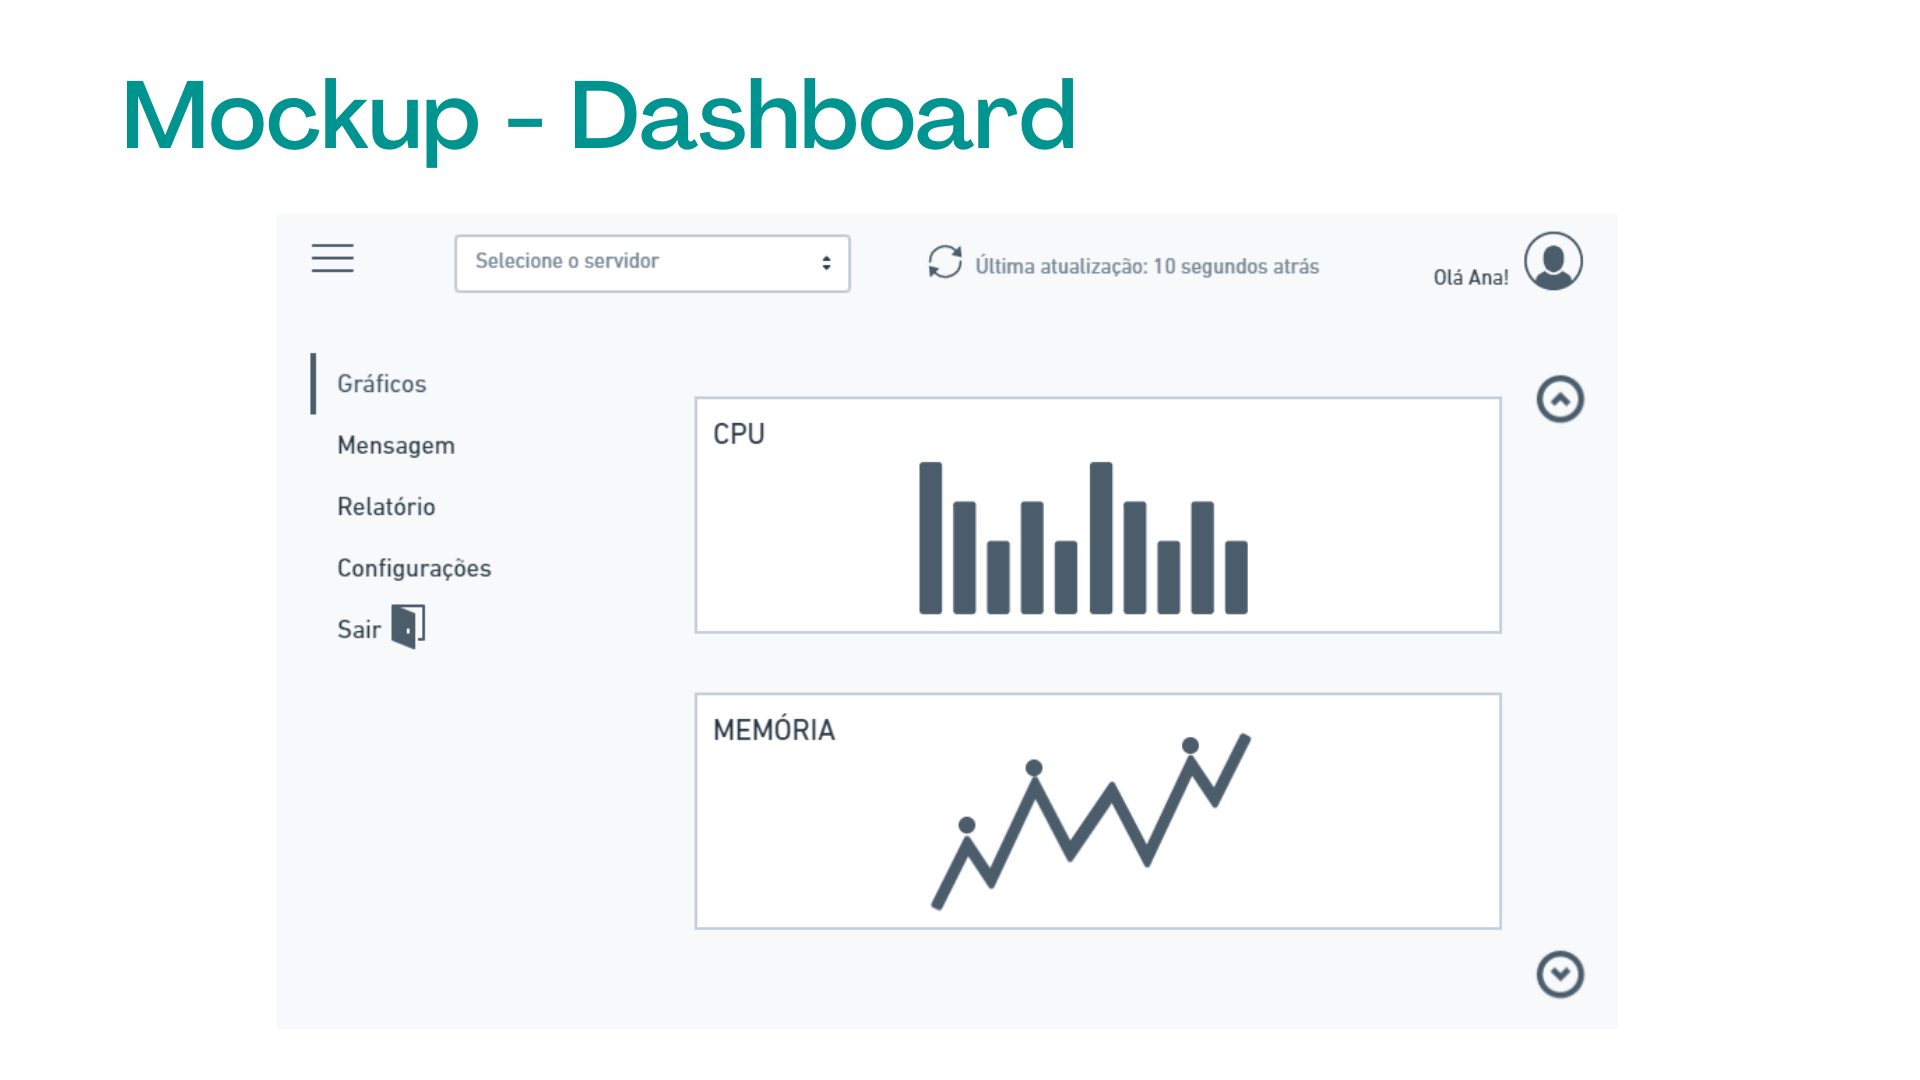 Mockup - Dashboard
Selecione o servidor
Última atualização: 10 segundos atrás
Olá Ana!
Gráficos
Mensagem
Relatório
Configurações
Sair
CPU
MEMÓRIA